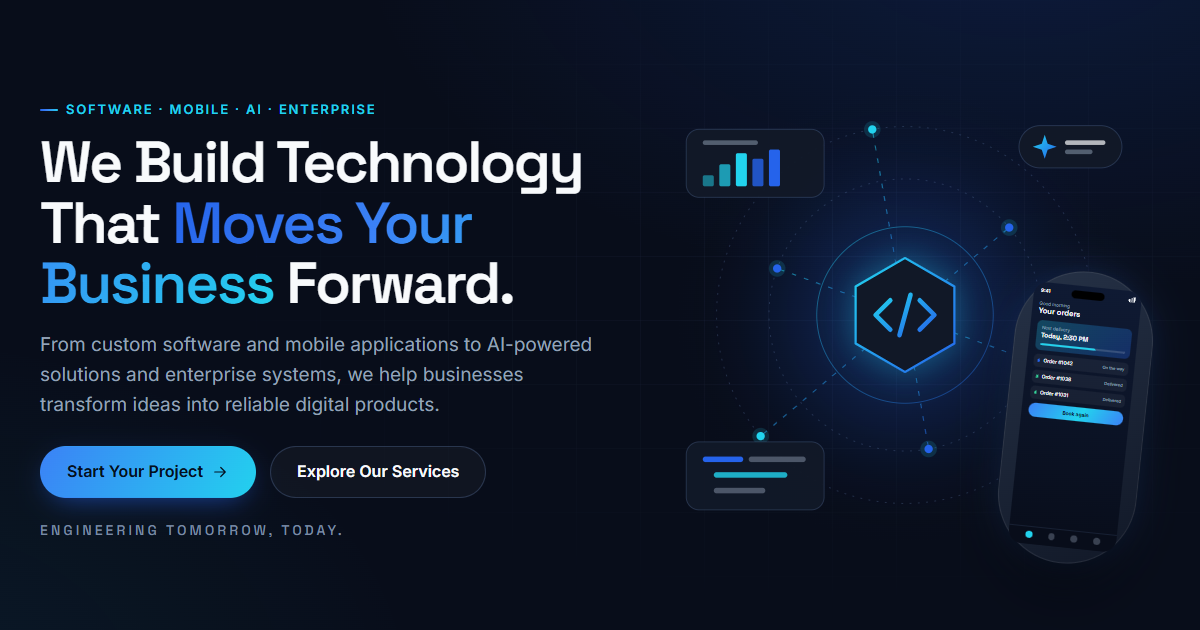 SOFTWARE · MOBILE · AI · ENTERPRISE
We Build Technology
That Moves Your
Business Forward.
From custom software and mobile applications to AI-powered
solutions and enterprise systems, we help businesses
transform ideas into reliable digital products.
Start Your Project →
Explore Our Services
ENGINEERING TOMORROW, TODAY.
</>
9:41
Good morning
Your orders
Next delivery
Today, 2:30 PM
Order #1042 On the way
Order #1038 Delivered
Order #1031 Delivered
Book again